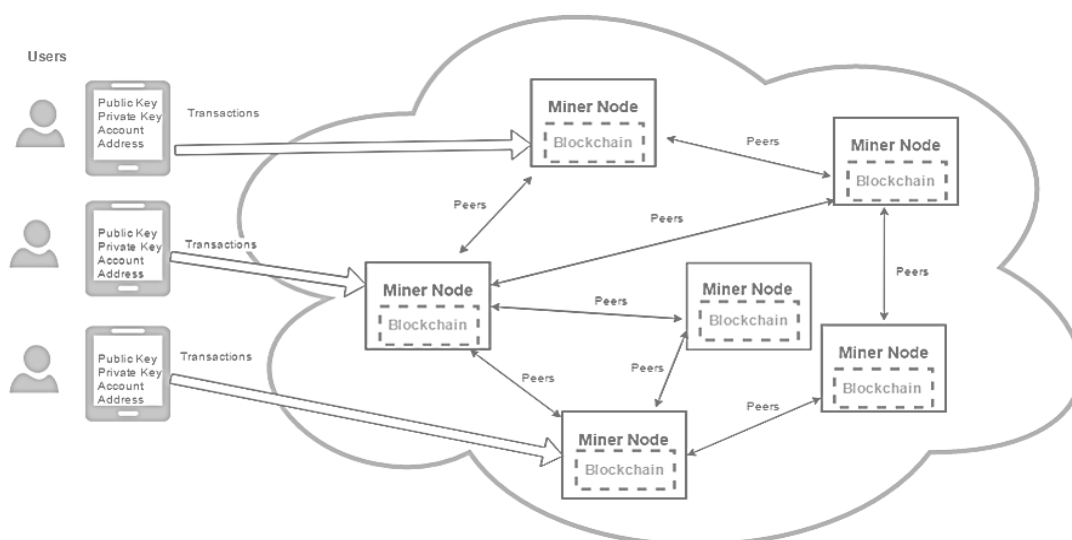 Users
Public Key
Private Key
Account
Address
Transactions
Miner Node
Blockchain
Peers
Miner Node
Blockchain
Peers
Peers
Public Key
Private Key
Account
Address
Transactions
Miner Node
Blockchain
Peers
Miner Node
Blockchain
Peers
Miner Node
Blockchain
Public Key
Private Key
Account
Address
Transactions
Peers
Peers
Peers
Miner Node
Blockchain